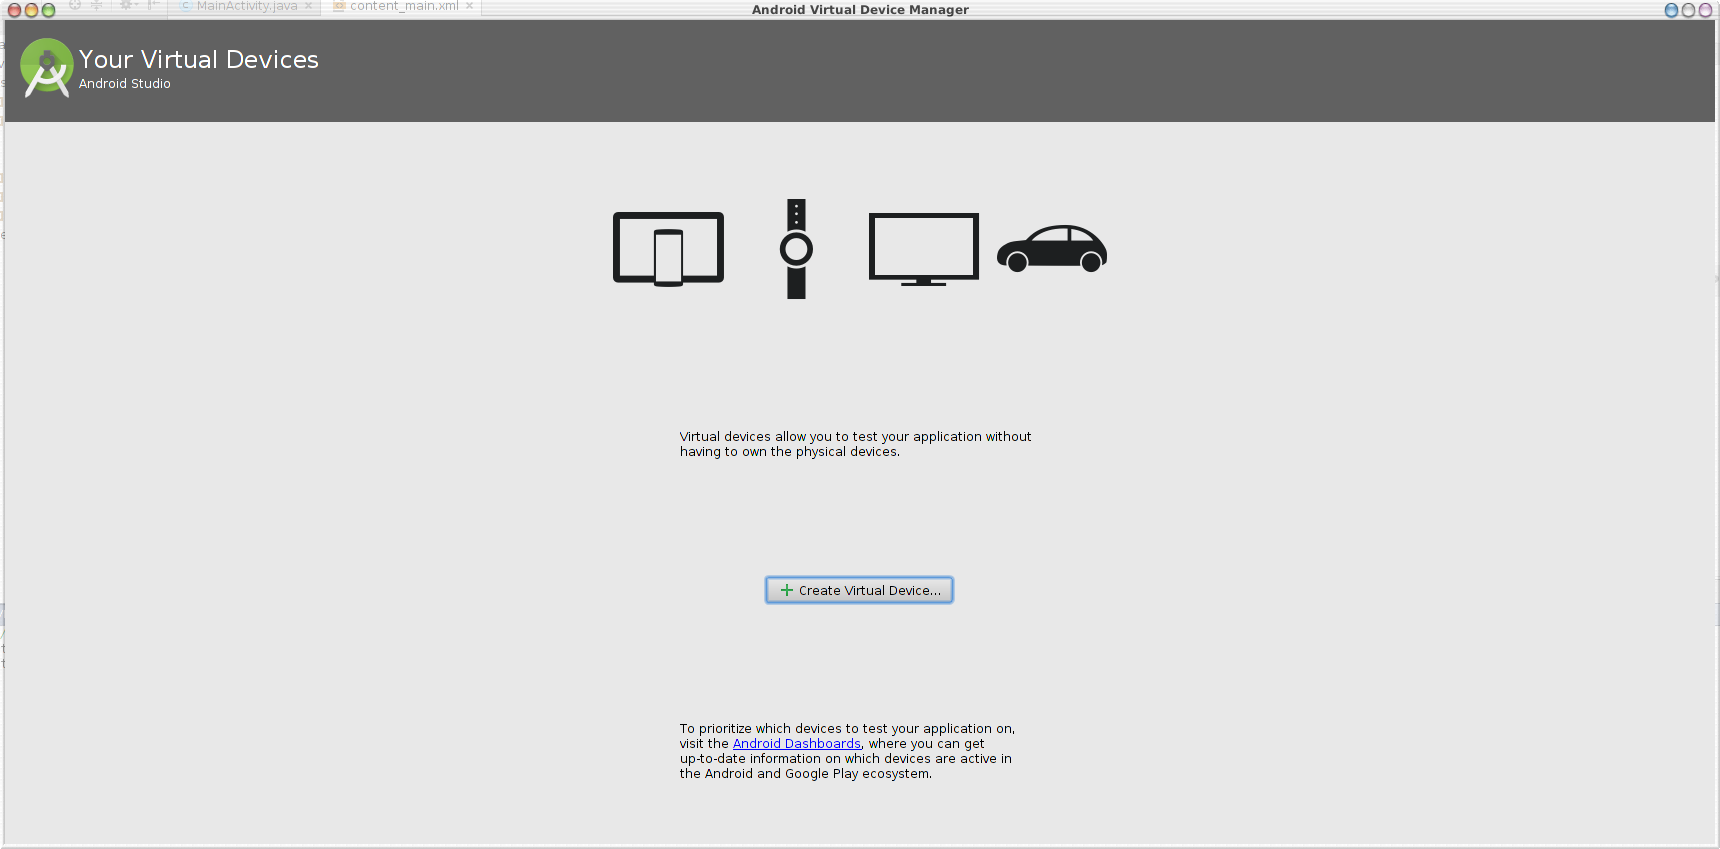 MainActivity.java
content_main.xml
Android Virtual Device Manager
Your Virtual Devices
Android Studio
Virtual devices allow you to test your application without
having to own the physical devices.
Create Virtual Device...
To prioritize which devices to test your application on,
visit the Android Dashboards, where you can get
up-to-date information on which devices are active in
the Android and Google Play ecosystem.